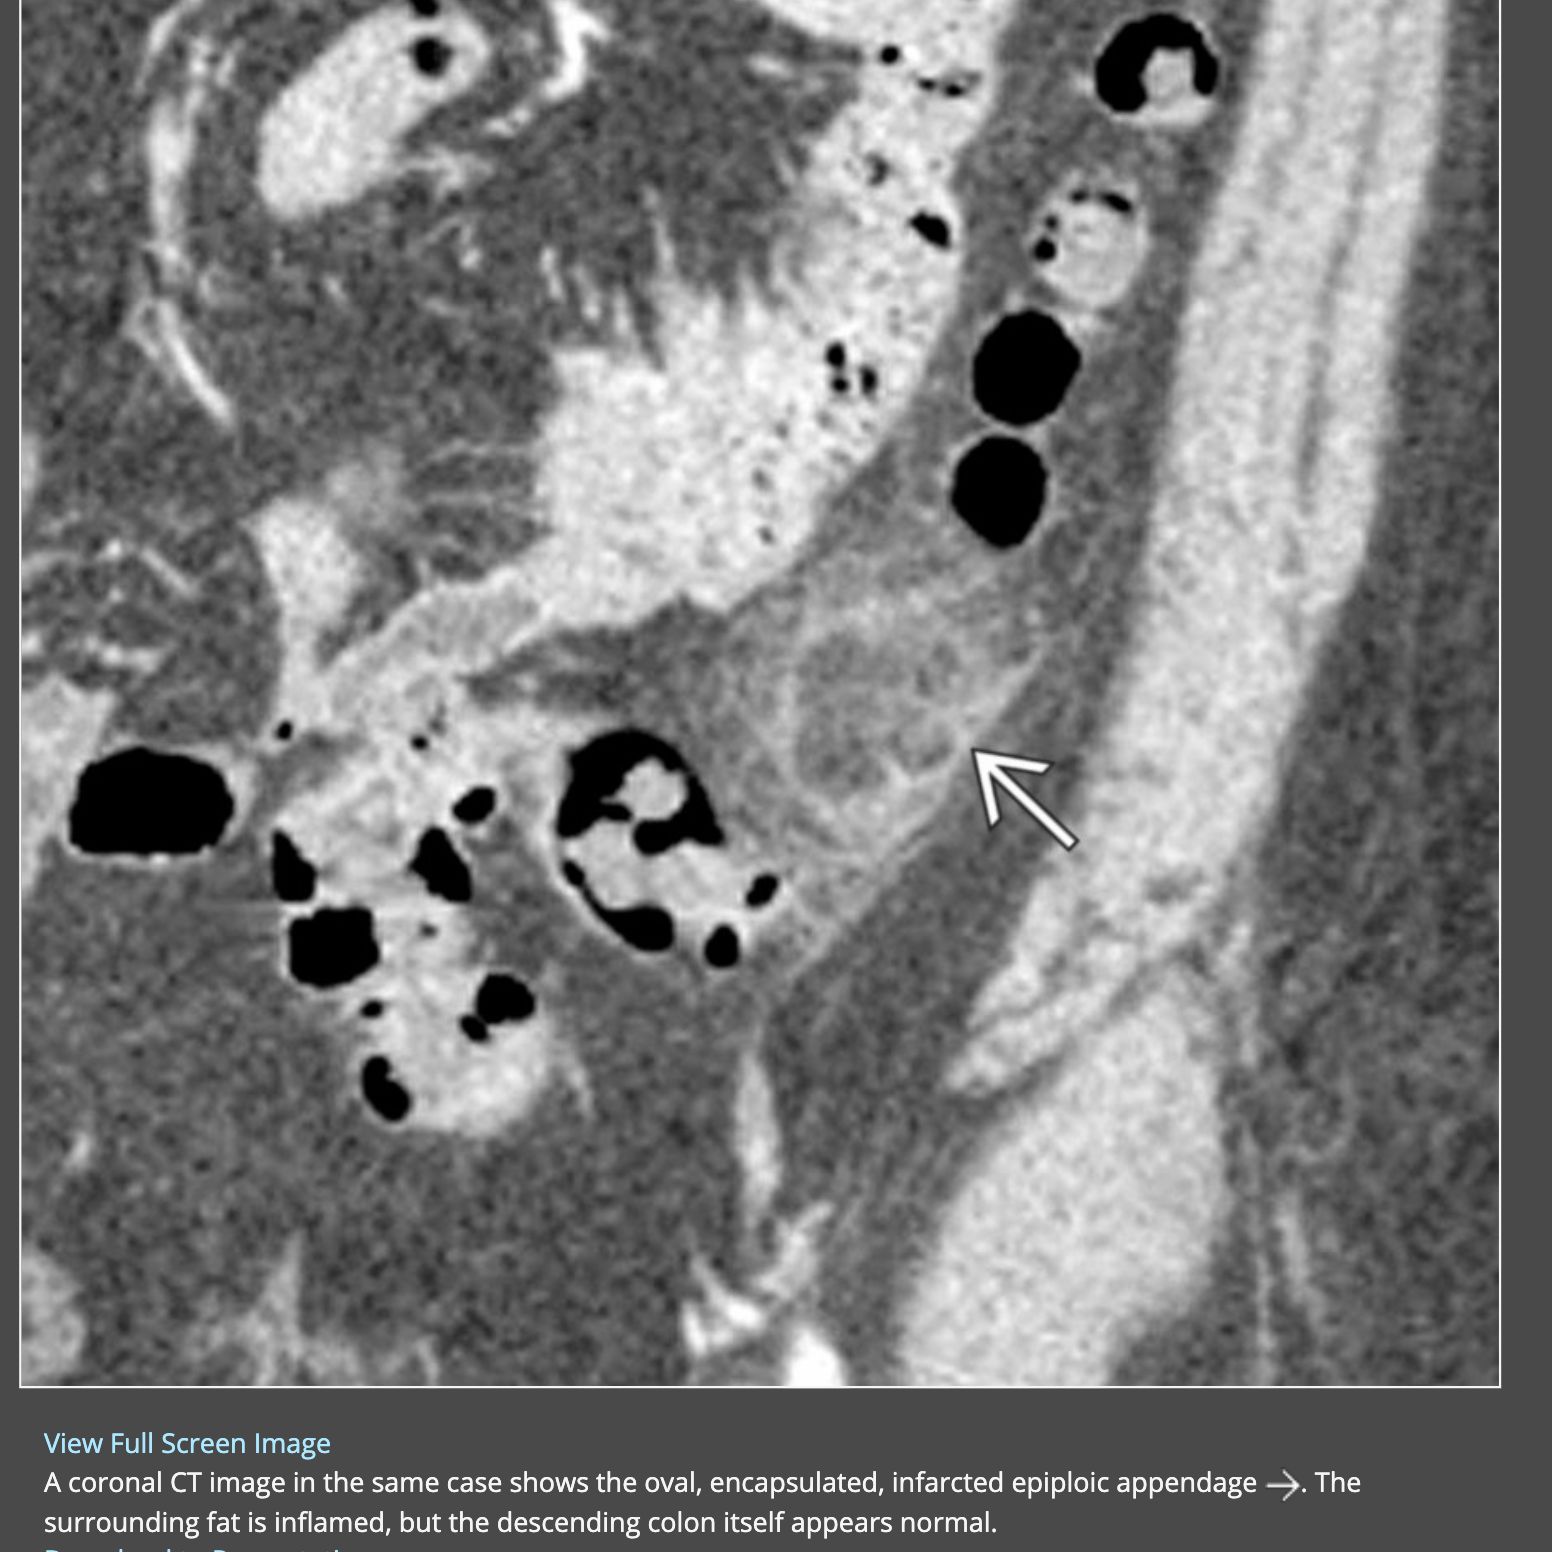 View Full Screen Image
A coronal CT image in the same case shows the oval, encapsulated, infarcted epiploic appendage →. The
surrounding fat is inflamed, but the descending colon itself appears normal.